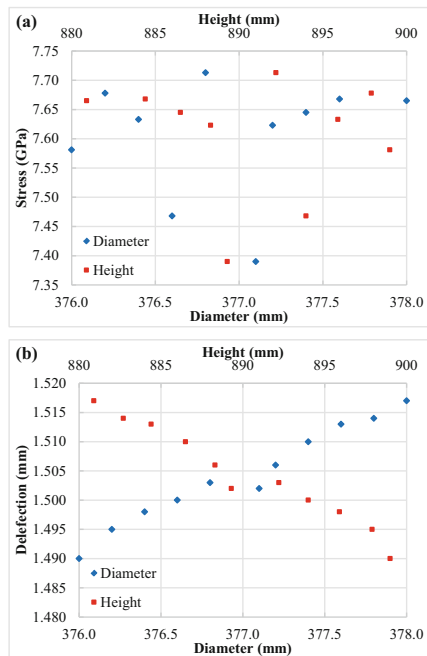 Height (mm)
880 885 890 895 900
(a)
7.75
7.70
7.65
7.60
7.55
7.50
7.45
7.40
7.35
Stress (GPa)
Diameter
Height
376.0 376.5 377.0 377.5 378.0
Diameter (mm)
(b)
Height (mm)
880 885 890 895 900
1.520
1.515
1.510
1.505
1.500
1.495
1.490
1.485
1.480
Delefection (mm)
Diameter
Height
376.0 376.5 377.0 377.5 378.0
Diameter (mm)